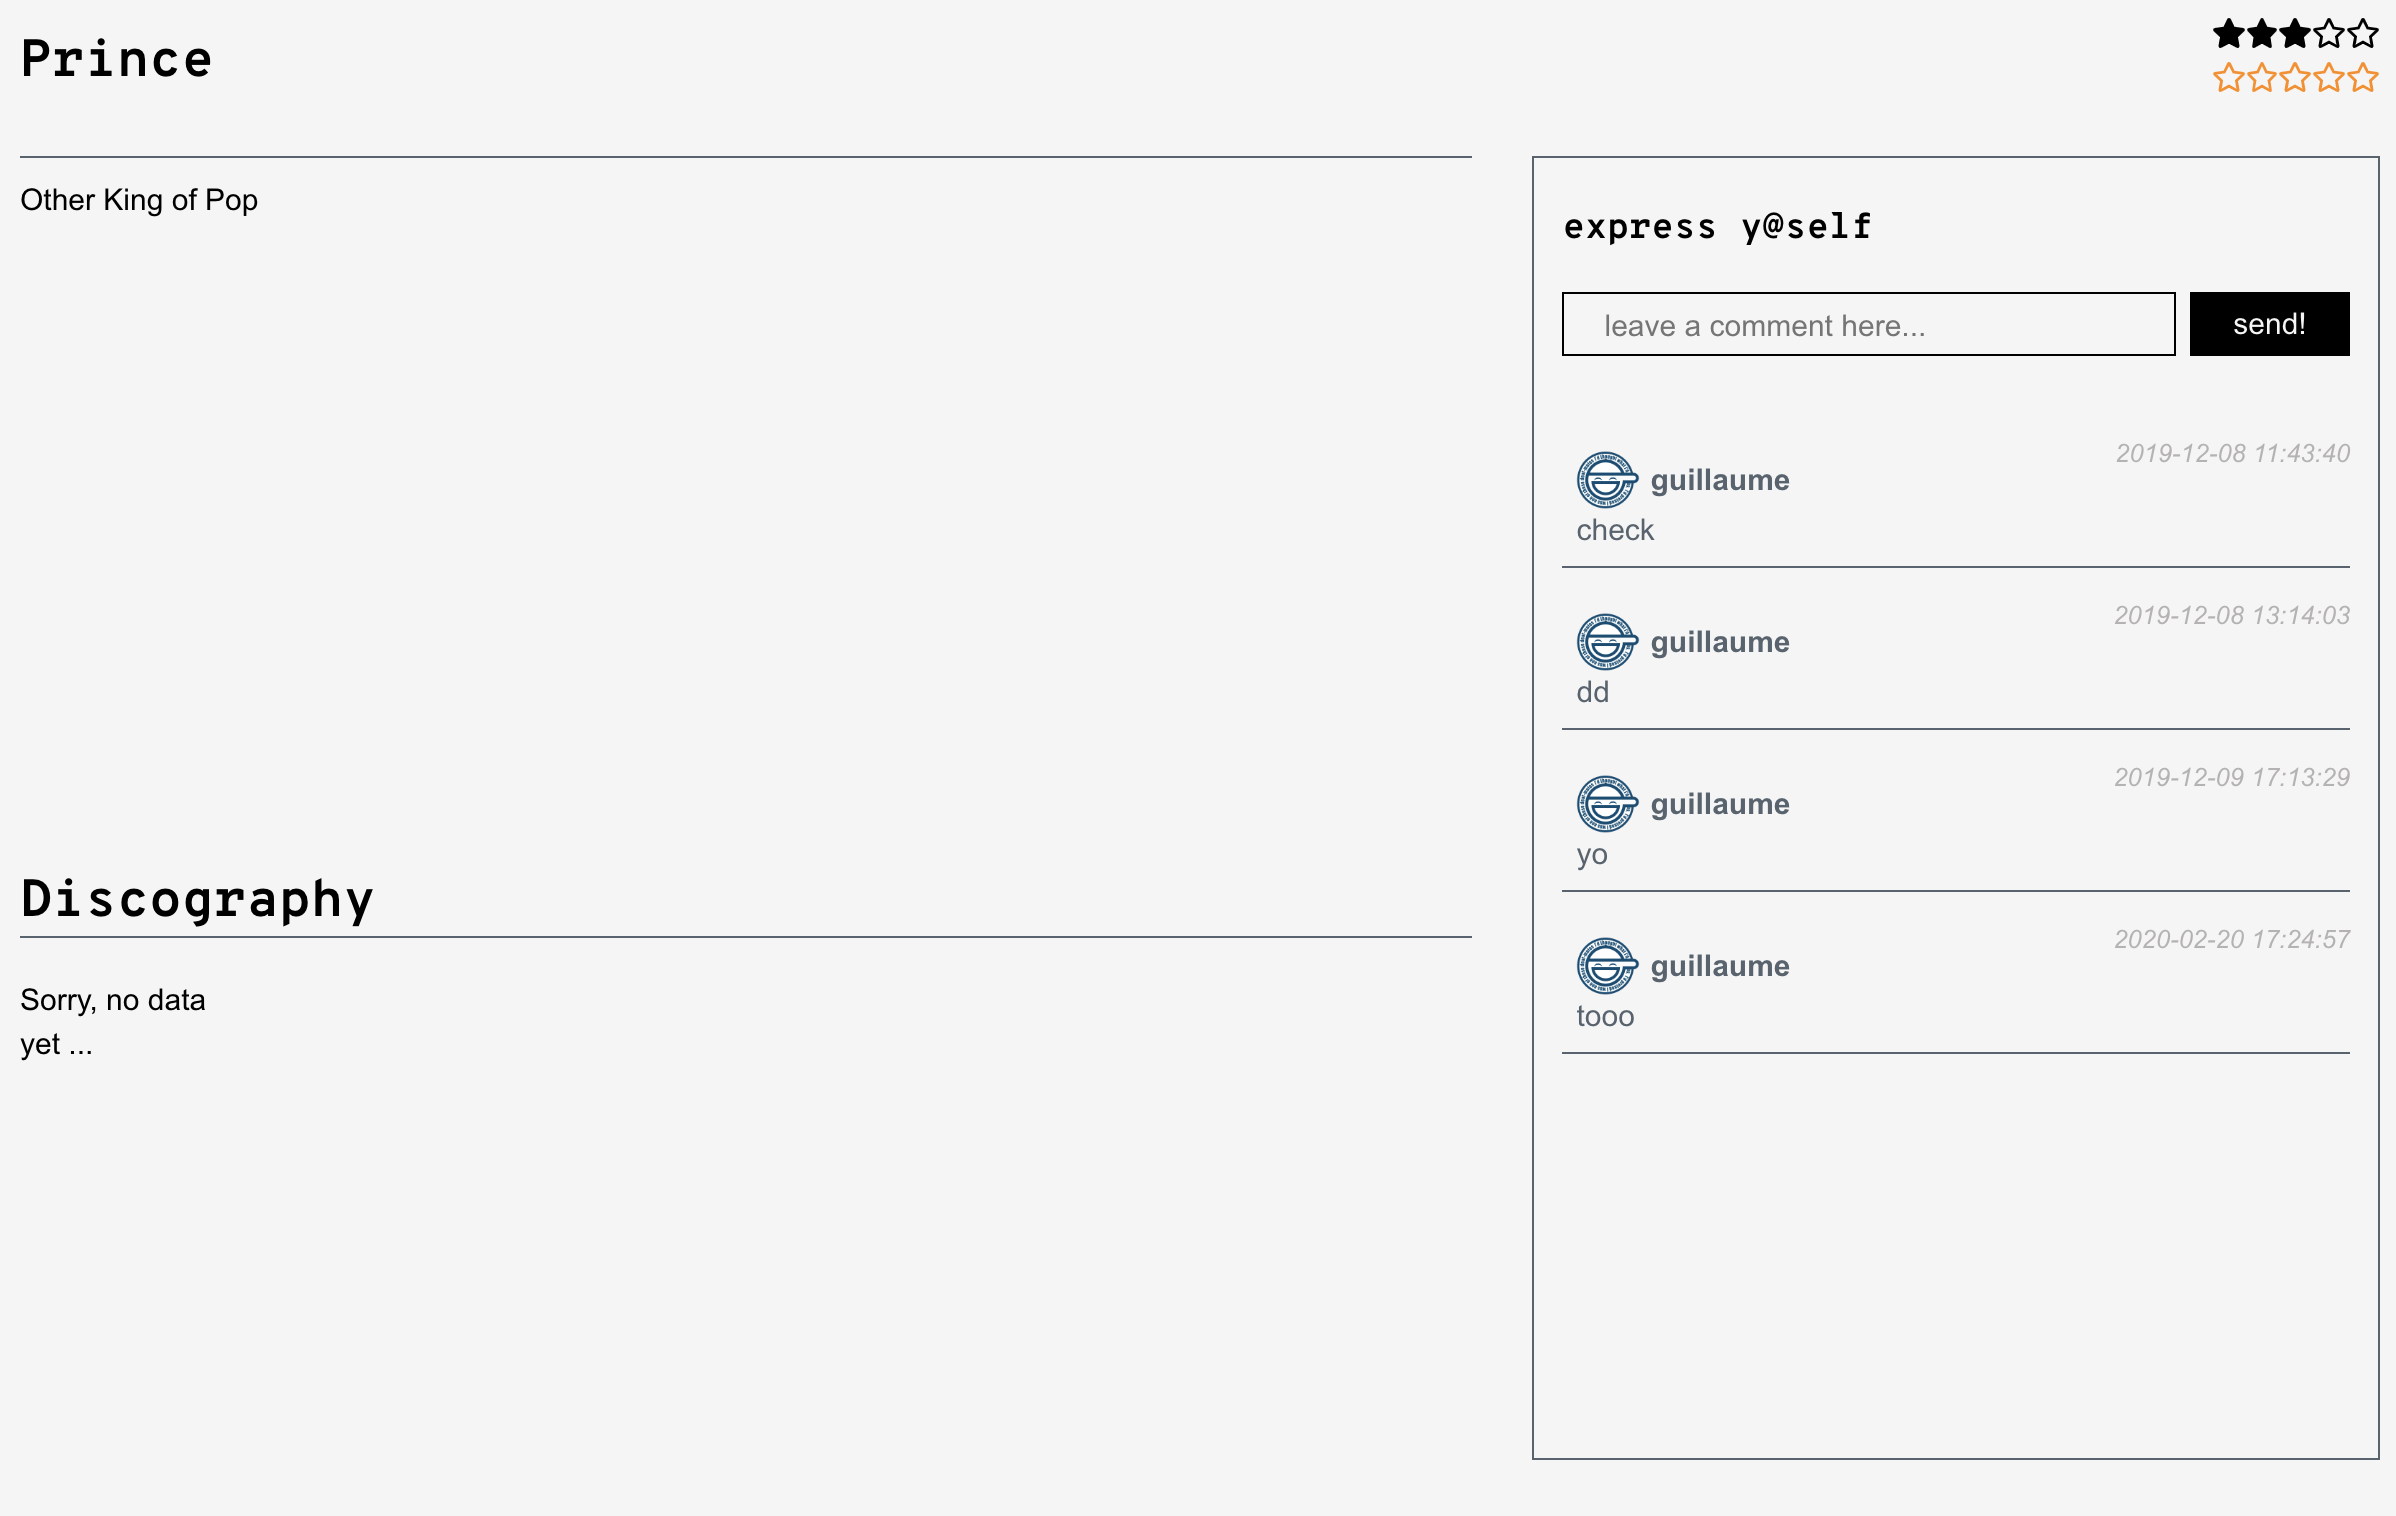 Prince
Other King of Pop
Discography
Sorry, no data
yet ...
express y@self
leave a comment here...
send!
2019-12-08 11:43:40
guillaume
check
2019-12-08 13:14:03
guillaume
dd
2019-12-09 17:13:29
guillaume
yo
2020-02-20 17:24:57
guillaume
tooo